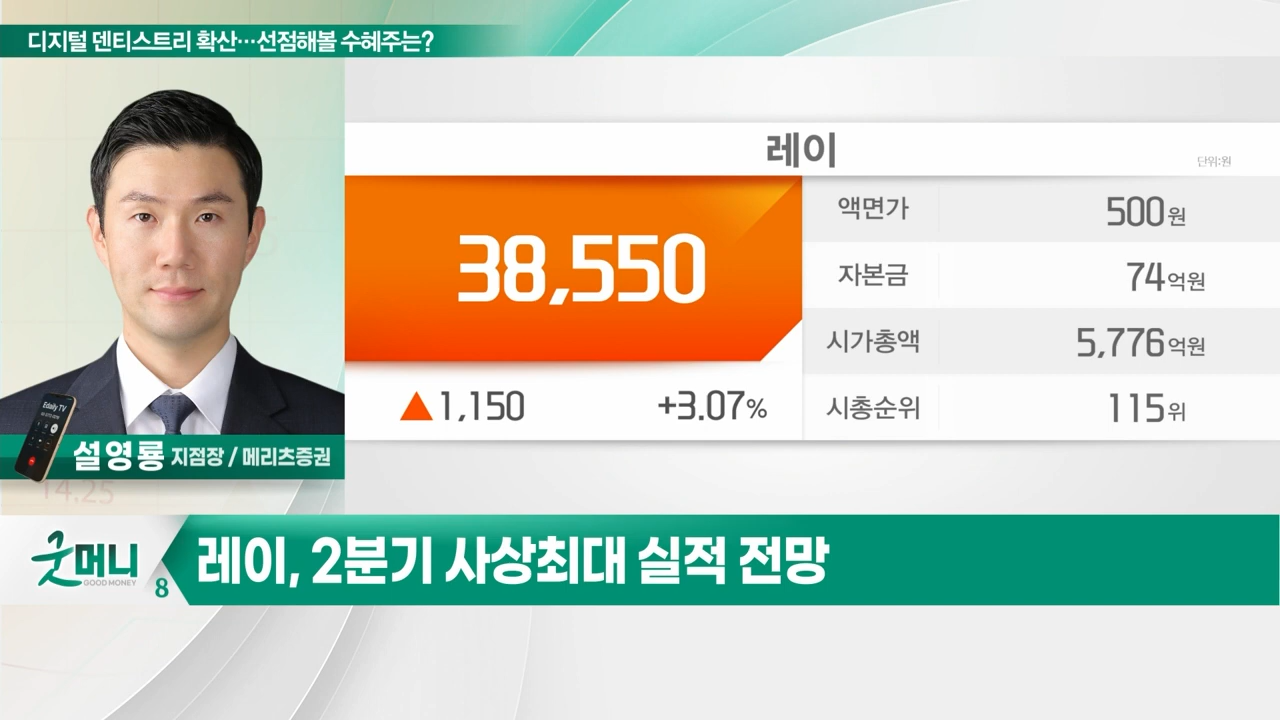 디지털 덴티스트리 확산…선점해볼 수혜주는?
레이
단위:원
38,550
▲1,150 +3.07%
액면가 500원
자본금 74억원
시가총액 5,776억원
시총순위 115위
Edaily TV
설영룡 지점장 / 메리츠증권
14.25
굿머니
GOOD MONEY
8
레이, 2분기 사상최대 실적 전망